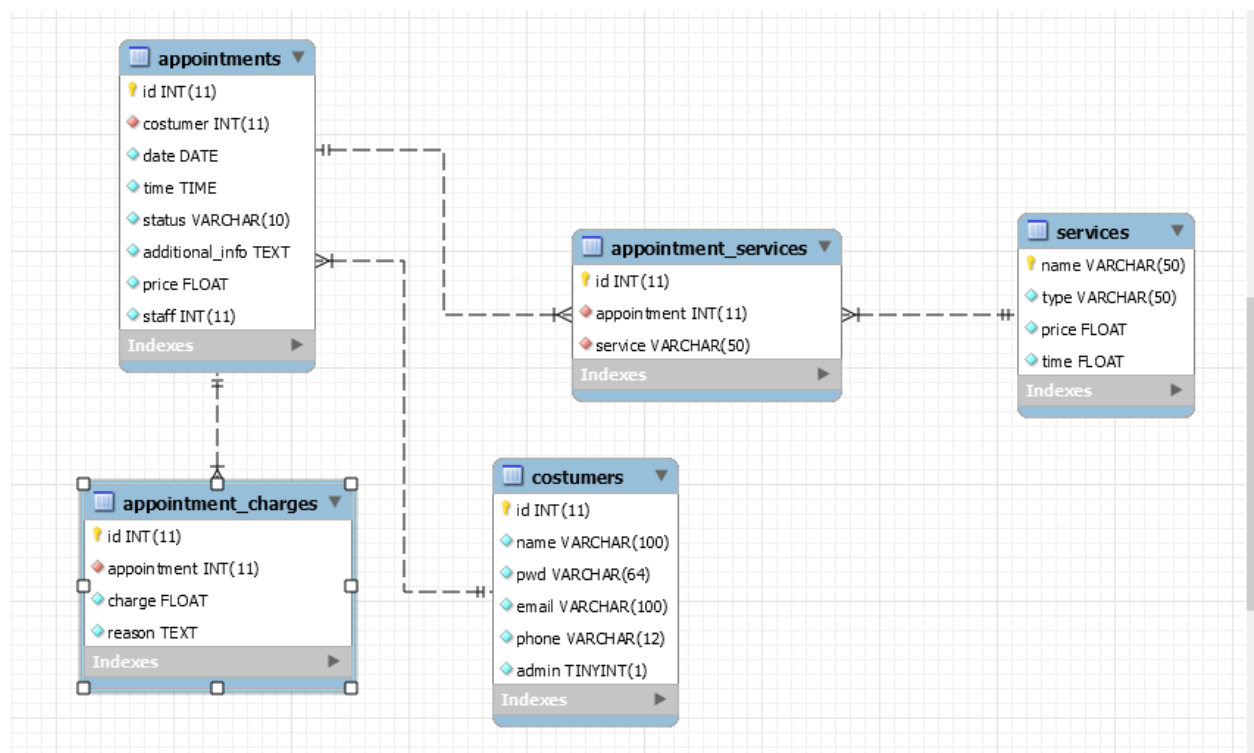 appointments
id INT(11)
costumer INT(11)
date DATE
time TIME
status VARCHAR(10)
additional_info TEXT
price FLOAT
staff INT(11)
Indexes
appointment_services
id INT(11)
appointment INT(11)
service VARCHAR(50)
Indexes
services
name VARCHAR(50)
type VARCHAR(50)
price FLOAT
time FLOAT
Indexes
appointment_charges
id INT(11)
appointment INT(11)
charge FLOAT
reason TEXT
Indexes
costumers
id INT(11)
name VARCHAR(100)
pwd VARCHAR(64)
email VARCHAR(100)
phone VARCHAR(12)
admin TINYINT(1)
Indexes